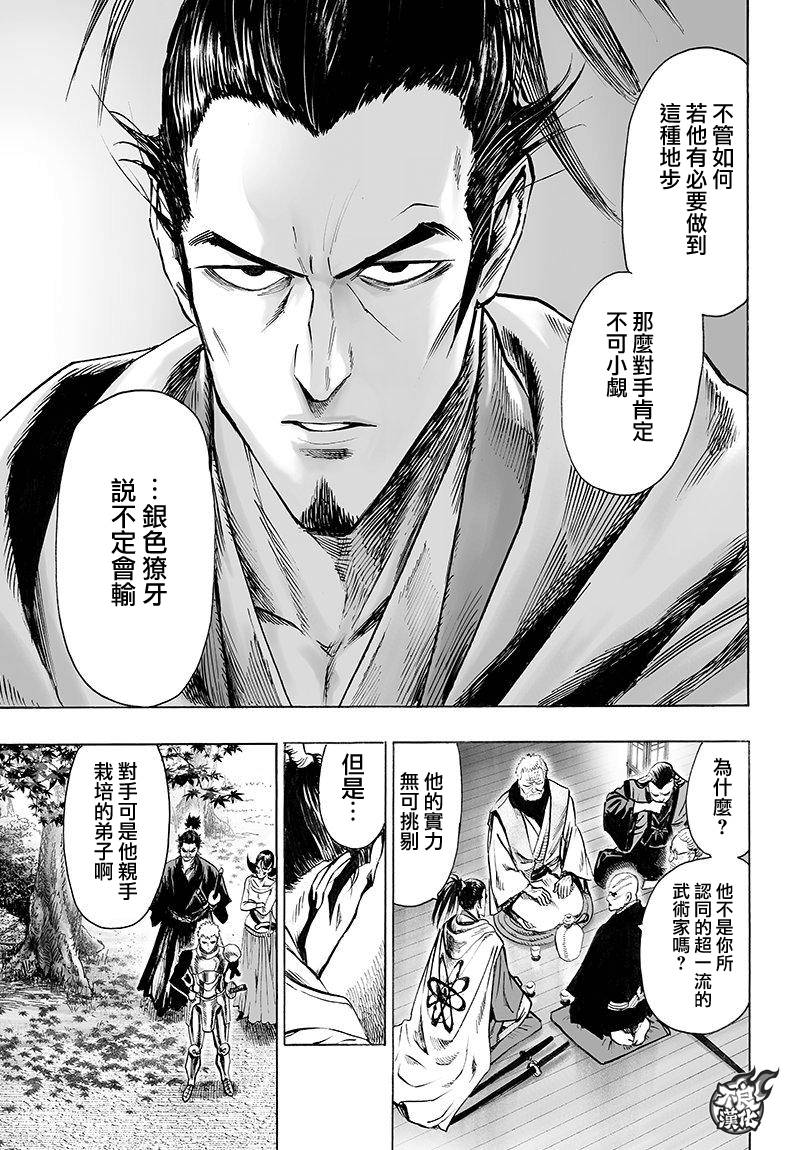 不管如何
若他有必要做到
這種地步
那麼對手肯定
不可小覷
…銀色獠牙
說不定會輸
為什麼？
他不是你所
認同的超一流的
武術家嗎？
他的實力
無可挑剔
但是…
對手可是他親手
栽培的弟子啊
狼漢化